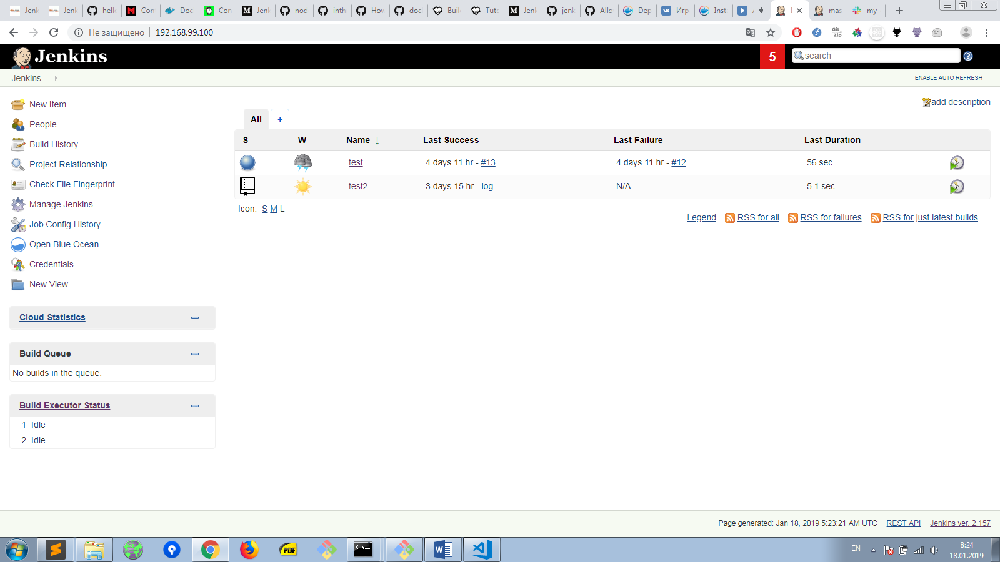 Jenk Jenk hello Con Doc Con Jenk nod inth How doc Buil Tuto Jenk jenk Allo Dep Игр Inst mas my_
Не защищено 192.168.99.100 Git Zip
Jenkins 5 search
Jenkins ENABLE AUTO REFRESH
add description
New Item
People
Build History
Project Relationship
Check File Fingerprint
Manage Jenkins
Job Config History
Open Blue Ocean
Credentials
New View
All +
S W Name ↓ Last Success Last Failure Last Duration
test 4 days 11 hr - #13 4 days 11 hr - #12 56 sec
test2 3 days 15 hr - log N/A 5.1 sec
Icon: S M L
Legend RSS for all RSS for failures RSS for just latest builds
Cloud Statistics
Build Queue
No builds in the queue.
Build Executor Status
1 Idle
2 Idle
Page generated: Jan 18, 2019 5:23:21 AM UTC REST API Jenkins ver. 2.157
PDF C:\ EN 8:24
18.01.2019